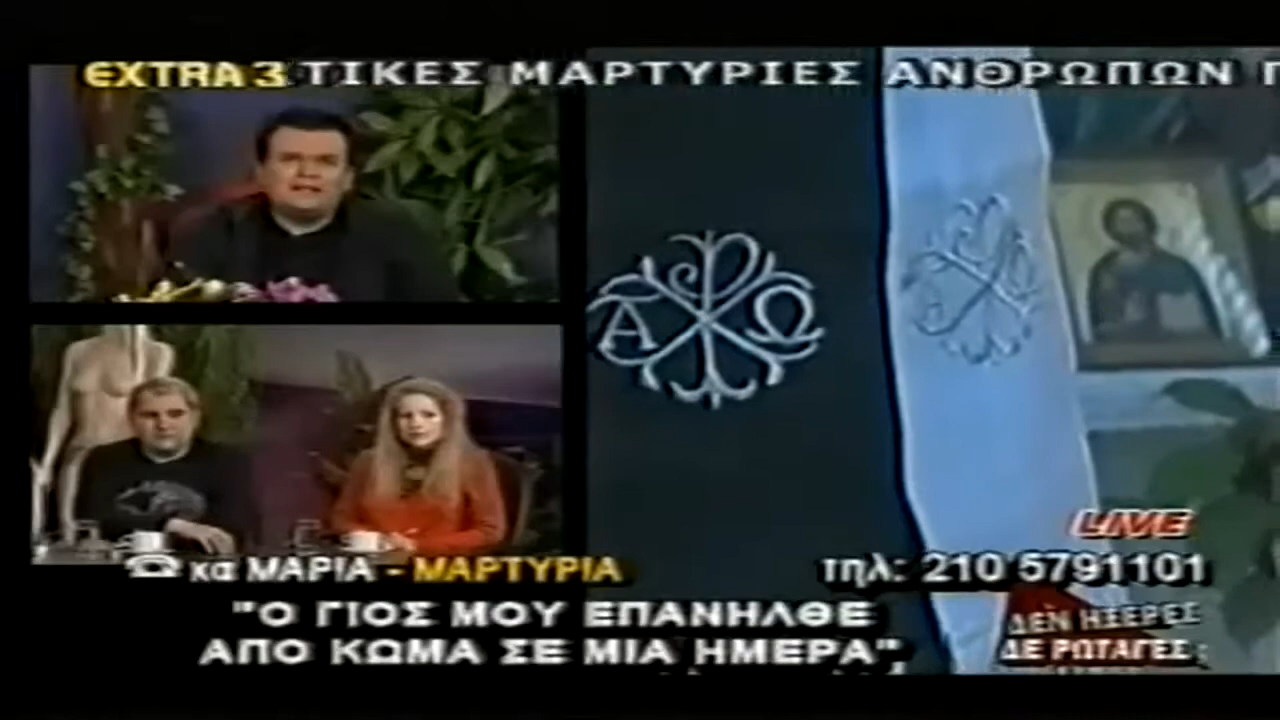 EXTRA 3 ΤΙΚΕΣ ΜΑΡΤΥΡΙΕΣ ΑΝΘΡΩΠΩΝ Π
Α Ω
LIVE
κα ΜΑΡΙΑ - ΜΑΡΤΥΡΙΑ
τηλ: 210 5791101
"Ο ΓΙΟΣ ΜΟΥ ΕΠΑΝΗΛΘΕ
ΑΠΟ ΚΩΜΑ ΣΕ ΜΙΑ ΗΜΕΡΑ",
ΔΕΝ ΗΞΕΡΕΣ
ΔΕ ΡΩΤΑΓΕΣ ;